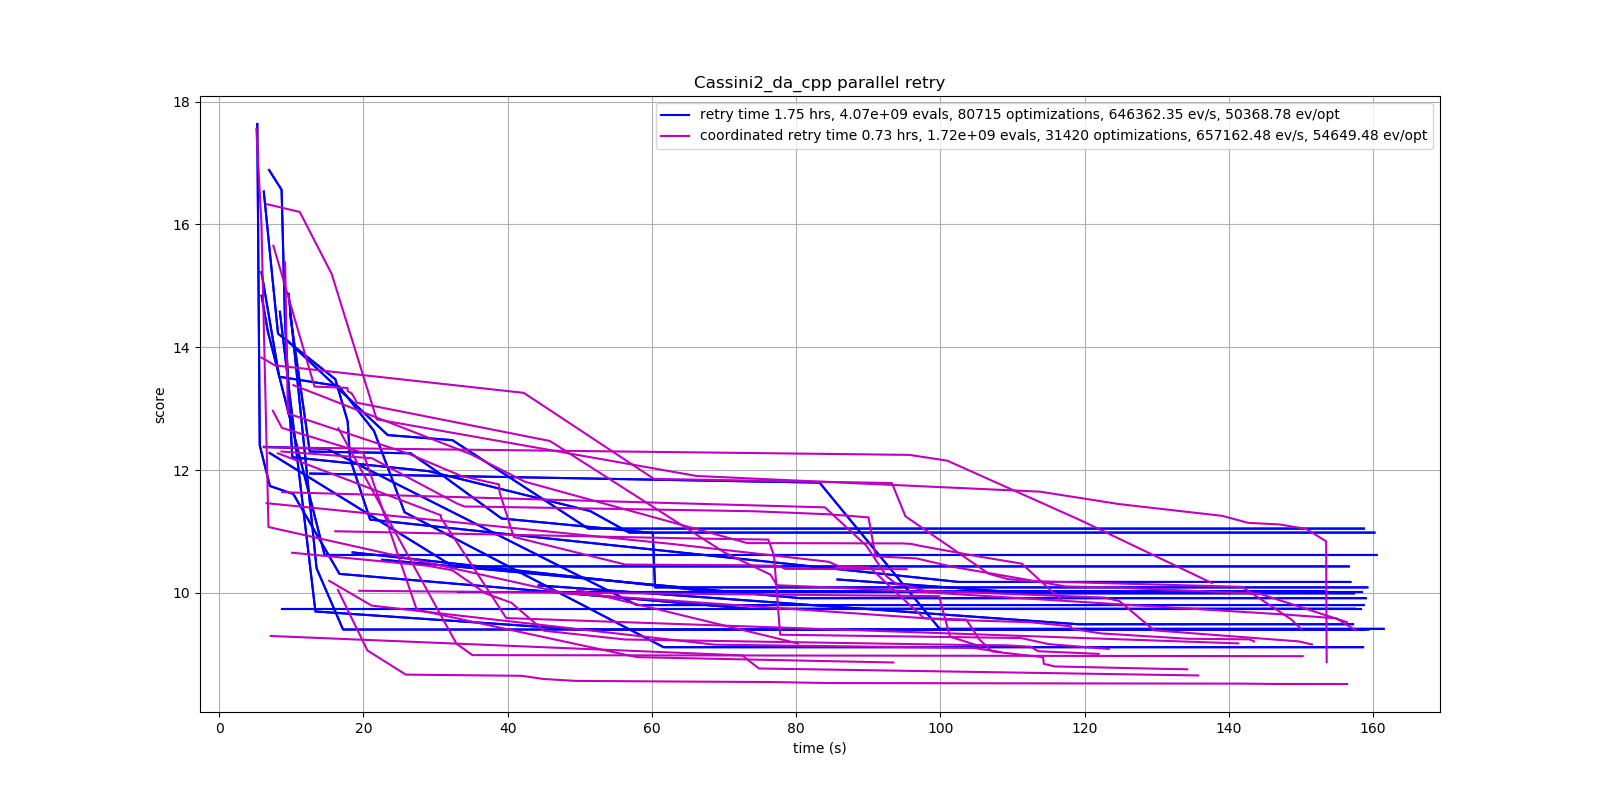 Cassini2_da_cpp parallel retry
18
retry time 1.75 hrs, 4.07e+09 evals, 80715 optimizations, 646362.35 ev/s, 50368.78 ev/opt
coordinated retry time 0.73 hrs, 1.72e+09 evals, 31420 optimizations, 657162.48 ev/s, 54649.48 ev/opt
16
14
score
12
10
0 20 40 60 80 100 120 140 160
time (s)